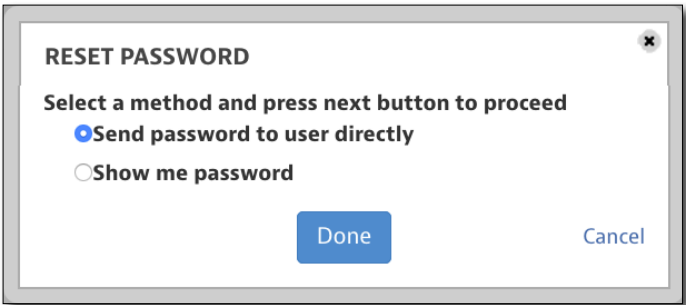 RESET PASSWORD
Select a method and press next button to proceed
Send password to user directly
Show me password
Done
Cancel